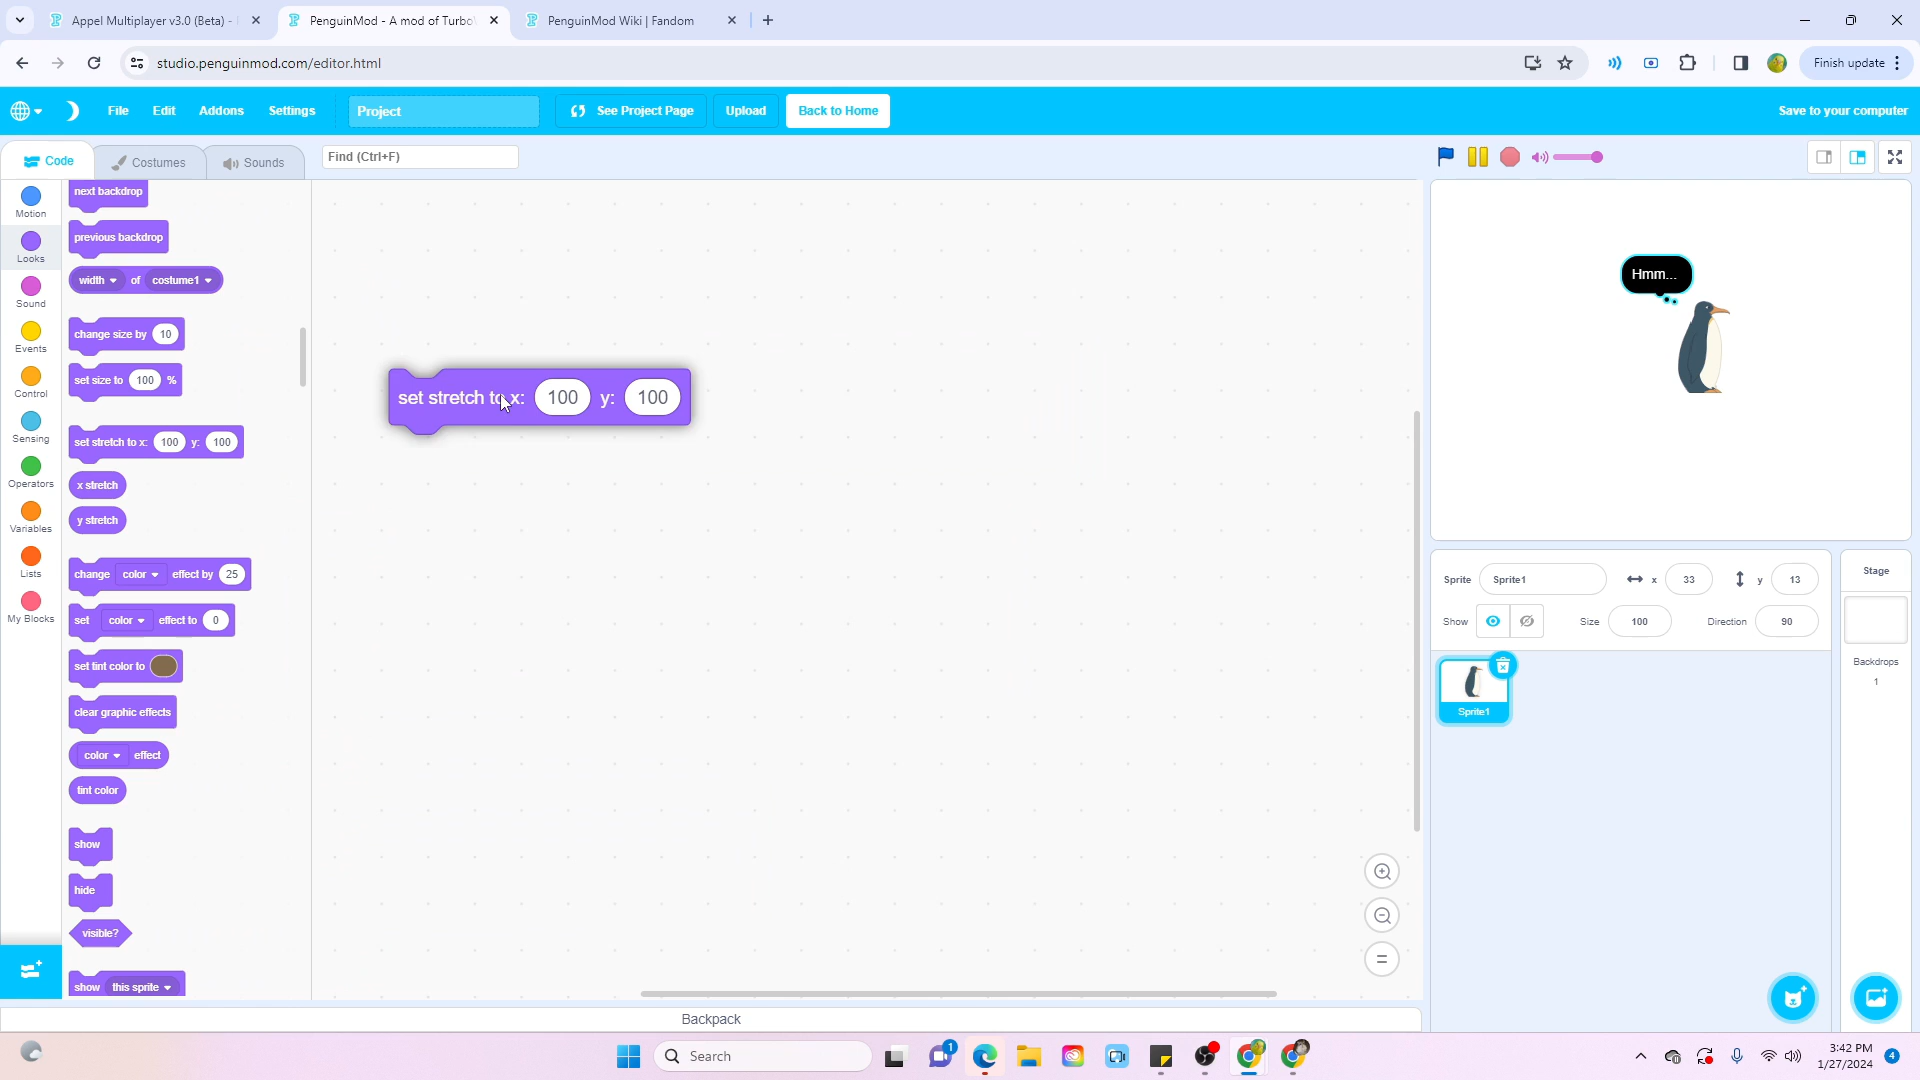 Appel Multiplayer v3.0 (Beta) -
PenguinMod - A mod of Turbo
PenguinMod Wiki | Fandom
studio.penguinmod.com/editor.html
Finish update
File
Edit
Addons
Settings
Project
See Project Page
Upload
Back to Home
Save to your computer
Code
Costumes
Sounds
Find (Ctrl+F)
Motion
Looks
Sound
Events
Control
Sensing
Operators
Variables
Lists
My Blocks
next backdrop
previous backdrop
width of costume1
change size by 10
set size to 100 %
set stretch to x: 100 y: 100
x stretch
y stretch
change color effect by 25
set color effect to 0
set tint color to
clear graphic effects
color effect
tint color
show
hide
visible?
show this sprite
set stretch to x: 100 y: 100
Hmm...
Sprite Sprite1 x 33 y 13
Show Size 100 Direction 90
Sprite1
Stage
Backdrops
1
Backpack
Search
1
3:42 PM
1/27/2024
4